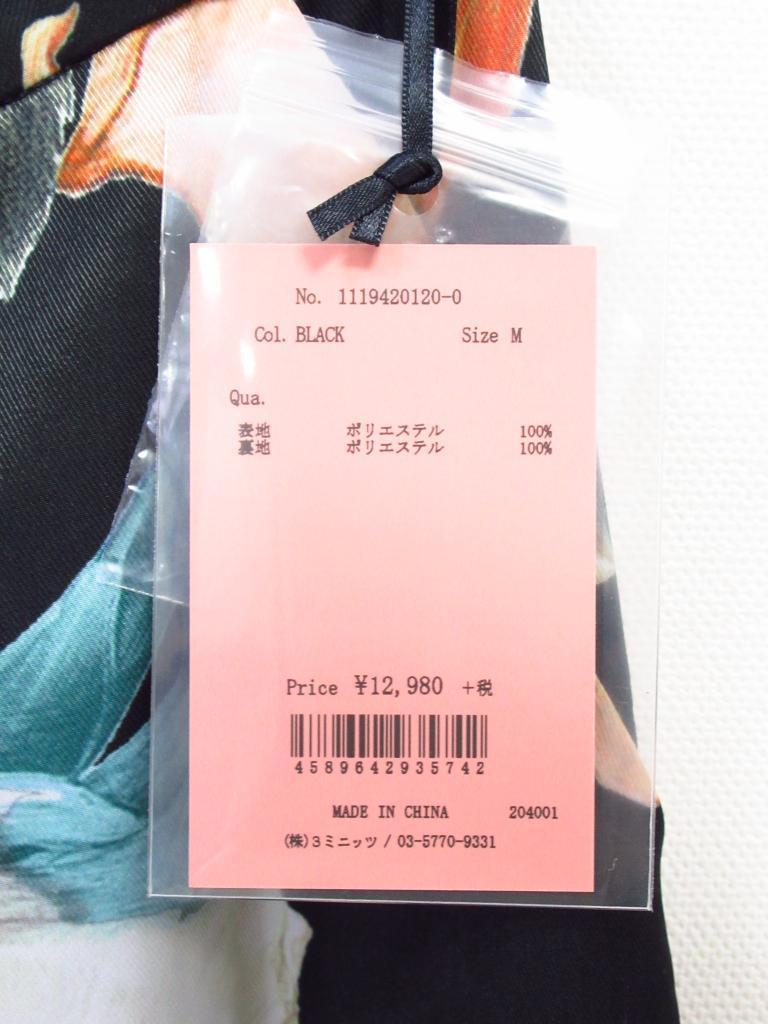 No. 1119420120-0
Col. BLACK Size M
Qua.
表地 ポリエステル 100%
裏地 ポリエステル 100%
Price ¥12,980 +税
4589642935742
MADE IN CHINA 204001
(株)3ミニッツ / 03-5770-9331